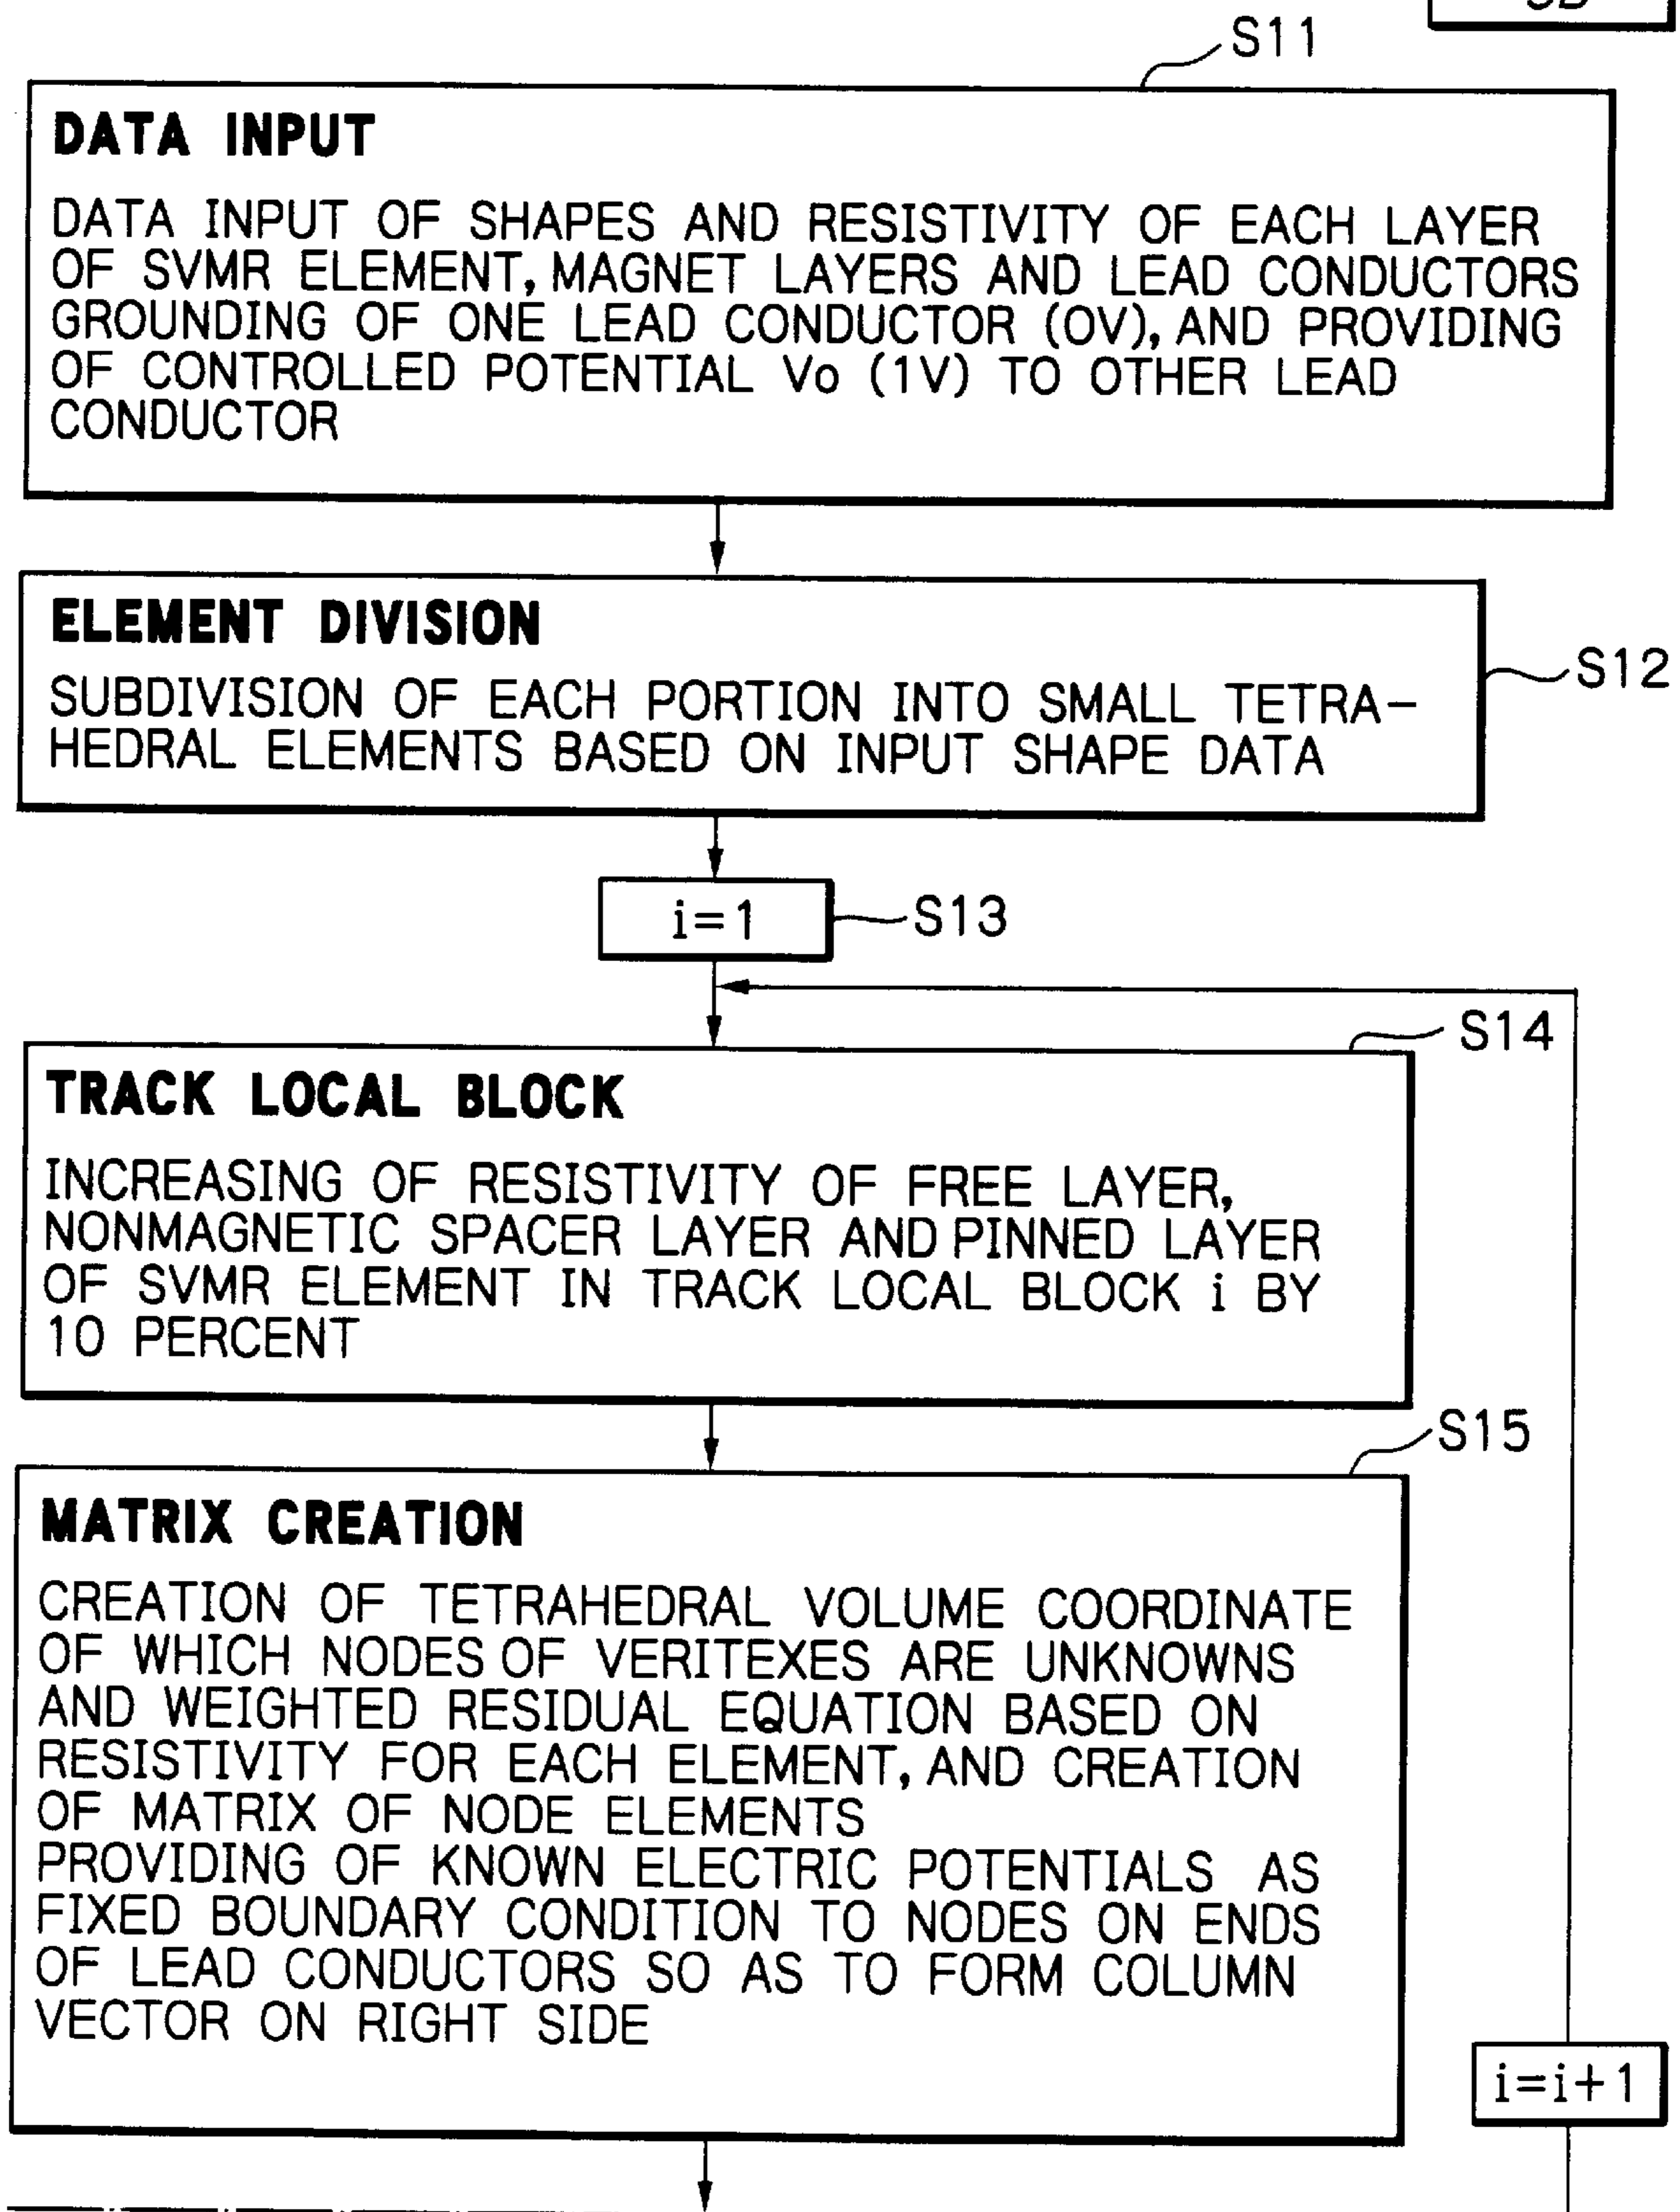 S11
DATA INPUT
DATA INPUT OF SHAPES AND RESISTIVITY OF EACH LAYER
OF SVMR ELEMENT, MAGNET LAYERS AND LEAD CONDUCTORS
GROUNDING OF ONE LEAD CONDUCTOR (0V), AND PROVIDING
OF CONTROLLED POTENTIAL Vo (1V) TO OTHER LEAD
CONDUCTOR
ELEMENT DIVISION
SUBDIVISION OF EACH PORTION INTO SMALL TETRA-
HEDRAL ELEMENTS BASED ON INPUT SHAPE DATA
S12
i=1
S13
S14
TRACK LOCAL BLOCK
INCREASING OF RESISTIVITY OF FREE LAYER,
NONMAGNETIC SPACER LAYER AND PINNED LAYER
OF SVMR ELEMENT IN TRACK LOCAL BLOCK i BY
10 PERCENT
S15
MATRIX CREATION
CREATION OF TETRAHEDRAL VOLUME COORDINATE
OF WHICH NODES OF VERITEXES ARE UNKNOWNS
AND WEIGHTED RESIDUAL EQUATION BASED ON
RESISTIVITY FOR EACH ELEMENT, AND CREATION
OF MATRIX OF NODE ELEMENTS
PROVIDING OF KNOWN ELECTRIC POTENTIALS AS
FIXED BOUNDARY CONDITION TO NODES ON ENDS
OF LEAD CONDUCTORS SO AS TO FORM COLUMN
VECTOR ON RIGHT SIDE
i=i+1